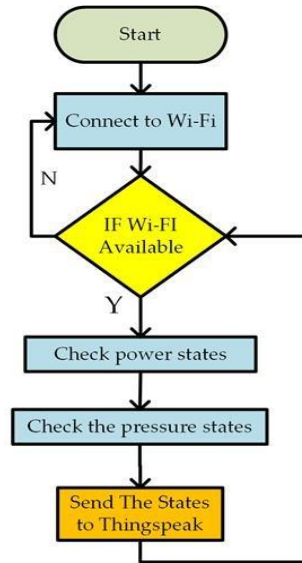 Start
Connect to Wi-Fi
N
IF Wi-FI
Available
Y
Check power states
Check the pressure states
Send The States
to Thingspeak